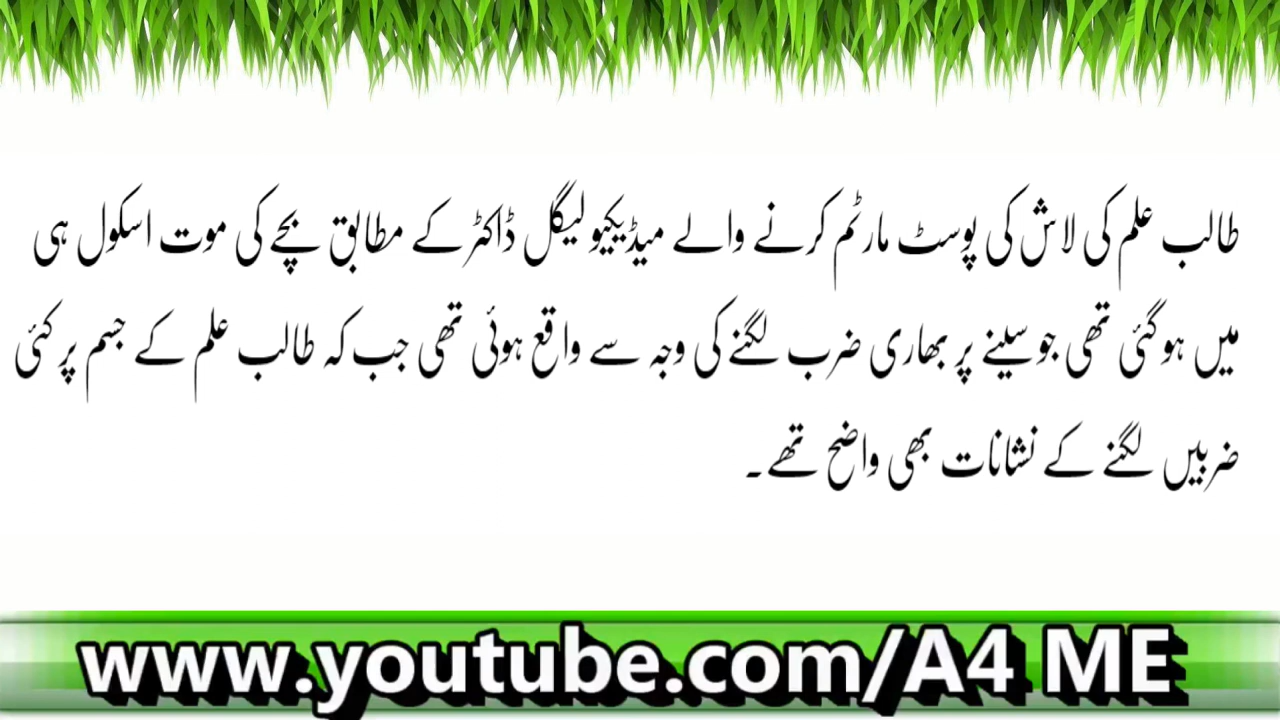 طالب علم کی لاش کی پوسٹ مارٹم کرنے والے میڈیکیو لیگل ڈاکٹر کے مطابق بچے کی موت اسکول ہی
میں ہوگئی تھی جو سینے پر بھاری ضرب لگنے کی وجہ سے واقع ہوئی تھی جب کہ طالب علم کے جسم پر کئی
ضربیں لگنے کے نشانات بھی واضح تھے۔
www.youtube.com/A4 ME